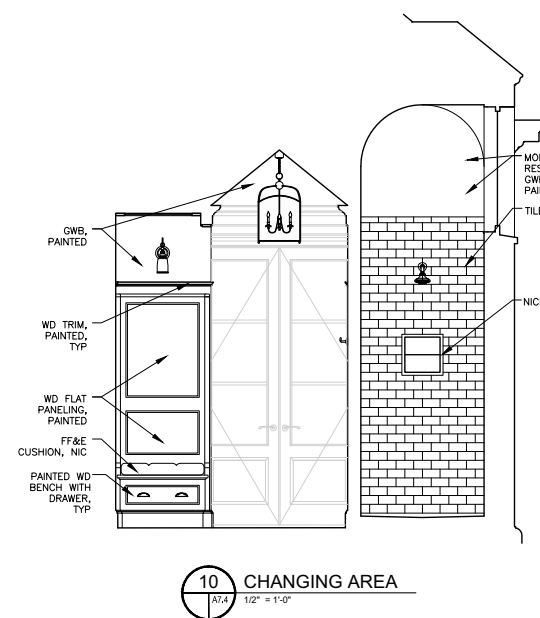 GWB,
PAINTED
WD TRIM,
PAINTED,
TYP
WD FLAT
PANELING,
PAINTED
FF&E
CUSHION, NIC
PAINTED WD
BENCH WITH
DRAWER,
TYP
TILE
10 CHANGING AREA
A7.4 1/2" = 1'-0"